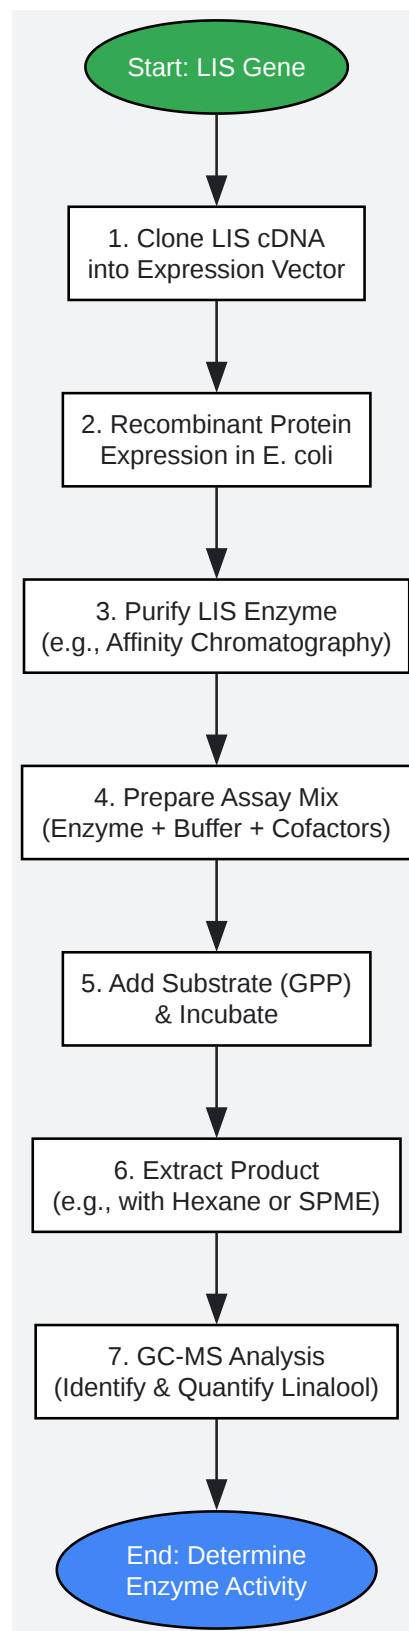 Start: LIS Gene
1. Clone LIS cDNA
into Expression Vector
2. Recombinant Protein
Expression in E. coli
3. Purify LIS Enzyme
(e.g., Affinity Chromatography)
4. Prepare Assay Mix
(Enzyme + Buffer + Cofactors)
5. Add Substrate (GPP)
& Incubate
6. Extract Product
(e.g., with Hexane or SPME)
7. GC-MS Analysis
(Identify & Quantify Linalool)
End: Determine
Enzyme Activity